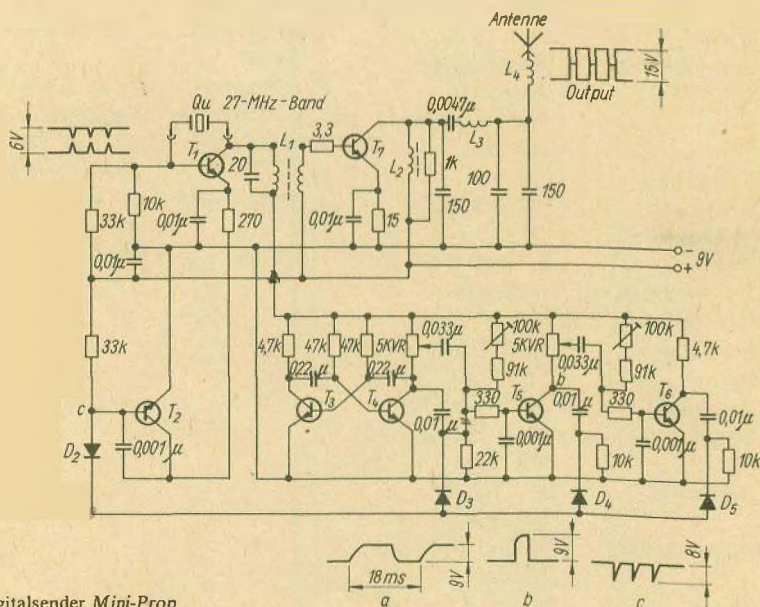 Antenne
L4
15V
Output
Qu 27-MHz-Band
0,0047µ
6V
T1
20
L1
3,3
T7
L3
L2
1k
33k
10k
0,01µ
270
0,01µ
15
150
100
150
0,01µ
-
+ 9V
33k
4,7k
47k
47k
5KVR
0,033µ
100k
91k
5KVR
0,033µ
100k
91k
4,7k
0,22µ
0,22µ
T3
T4
330
T5
b
330
T6
c
T2
0,01µ
0,01µ
0,01µ
D2
0,001µ
22k
0,001µ
10k
0,001µ
10k
D3
D4
D5
18ms
9V
9V
8V
a
b
c
gitalsender Mini-Prop